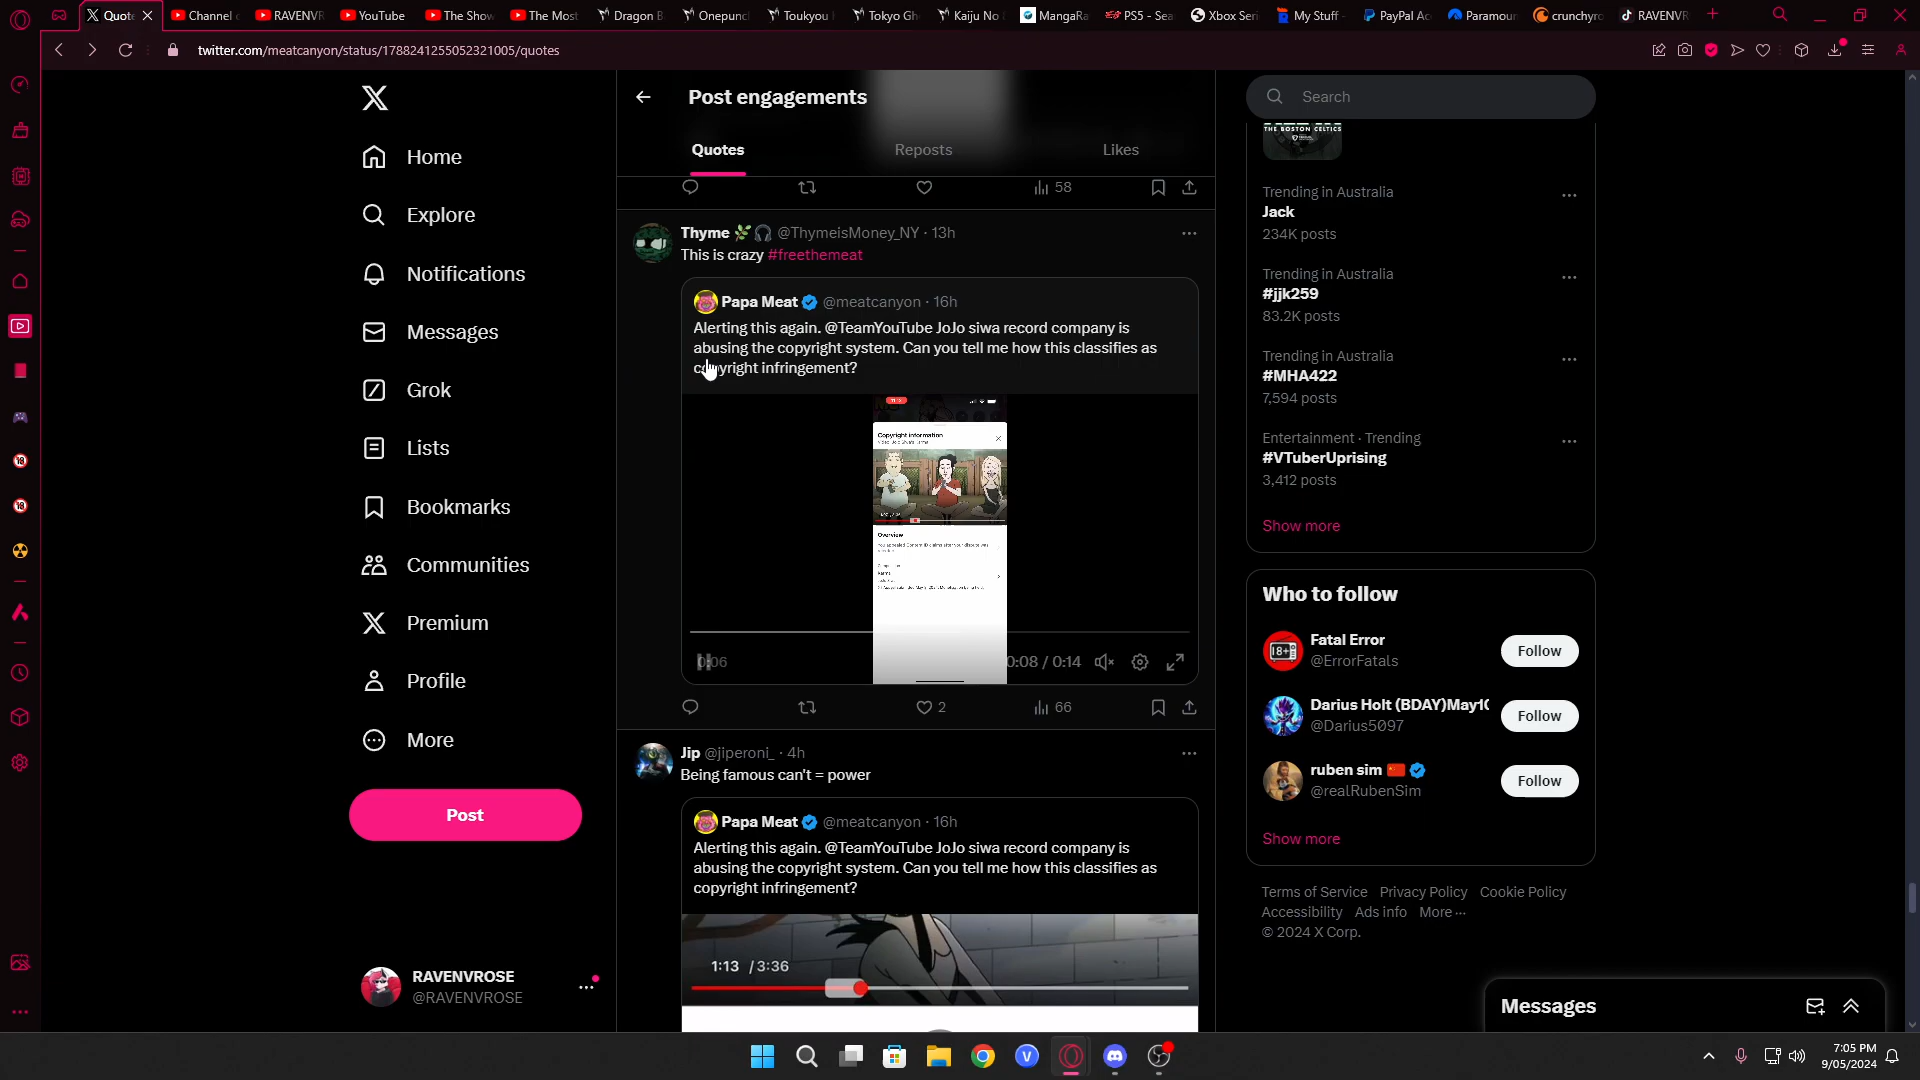 Quot
Channel
RAVENVR
YouTube
The Show
The Most
Dragon B
Onepunc
Toukyou
Tokyo Gh
Kaiju No
MangaRa
PS5 - Sea
Xbox Seri
My Stuff
PayPal Ac
Paramour
crunchyro
RAVENVR
twitter.com/meatcanyon/status/1788241255052321005/quotes
Home
Explore
Notifications
Messages
Grok
Lists
Bookmarks
Communities
Premium
Profile
More
Post
RAVENVROSE
@RAVENVROSE
Post engagements
Quotes
Reposts
Likes
58
Thyme @ThymeisMoney_NY · 13h
This is crazy #freethemeat
Papa Meat @meatcanyon · 16h
Alerting this again. @TeamYouTube JoJo siwa record company is
abusing the copyright system. Can you tell me how this classifies as
copyright infringement?
Copyright information
Overview
0:06
0:08 / 0:14
2
66
Jip @jiperoni_ · 4h
Being famous can't = power
Papa Meat @meatcanyon · 16h
Alerting this again. @TeamYouTube JoJo siwa record company is
abusing the copyright system. Can you tell me how this classifies as
copyright infringement?
1:13 / 3:36
Search
THE BOSTON CELTICS
Trending in Australia
Jack
234K posts
Trending in Australia
#jjk259
83.2K posts
Trending in Australia
#MHA422
7,594 posts
Entertainment · Trending
#VTuberUprising
3,412 posts
Show more
Who to follow
18+
Fatal Error
@ErrorFatals
Follow
Darius Holt (BDAY)May1(
@Darius5097
Follow
ruben sim
@realRubenSim
Follow
Show more
Terms of Service Privacy Policy Cookie Policy
Accessibility Ads info More ...
© 2024 X Corp.
Messages
7:05 PM
9/05/2024